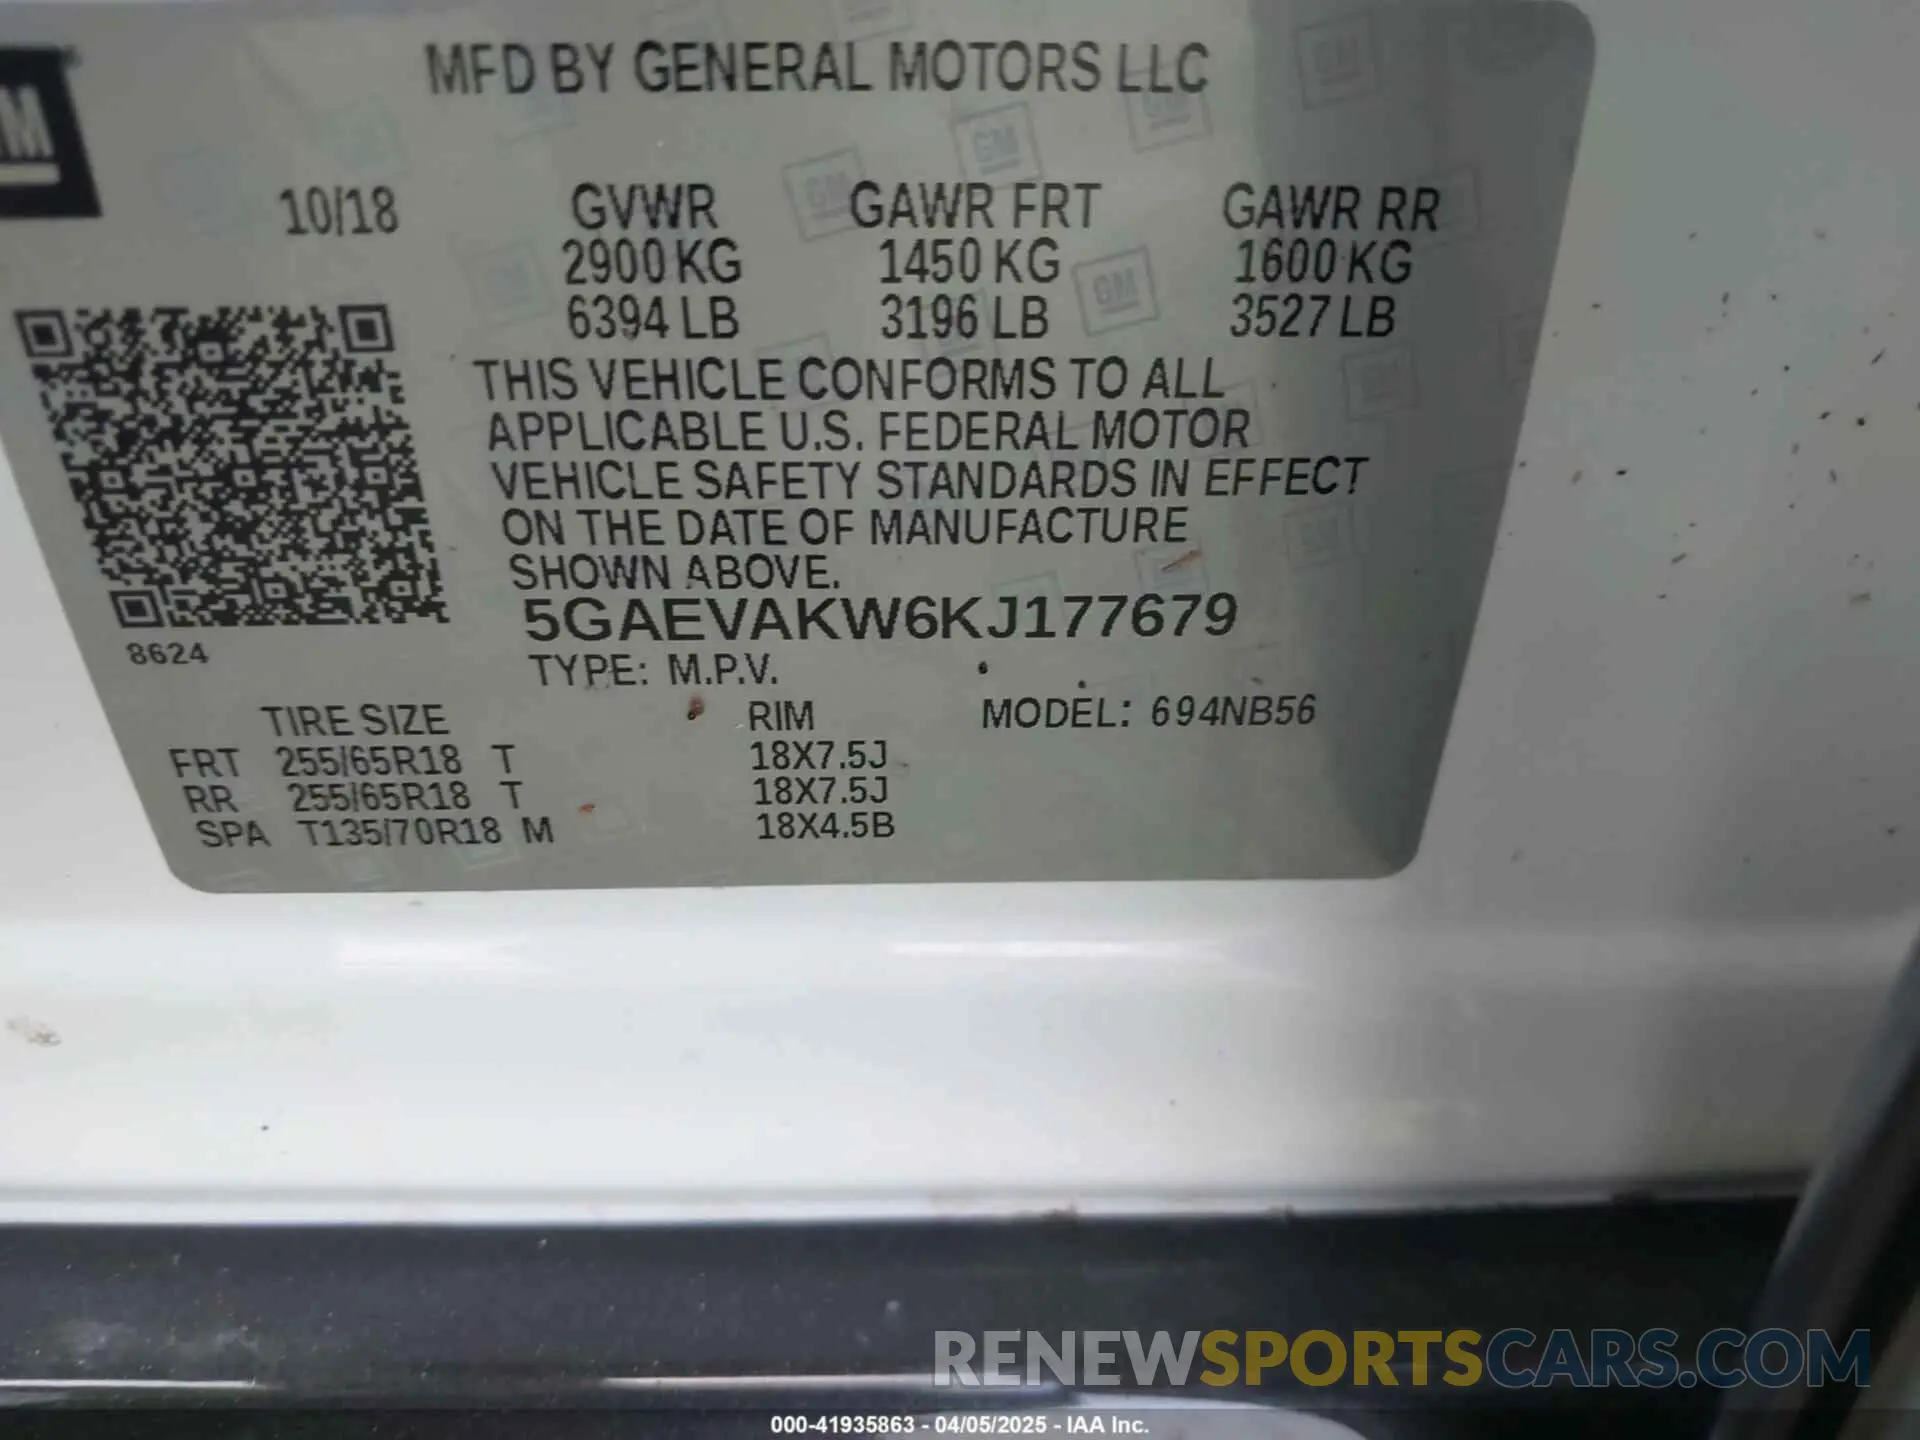 MFD BY GENERAL MOTORS LLC
GM
10/18 GVWR GAWR FRT GAWR RR
2900 KG 1450 KG 1600 KG
6394 LB 3196 LB 3527 LB
THIS VEHICLE CONFORMS TO ALL
APPLICABLE U.S. FEDERAL MOTOR
VEHICLE SAFETY STANDARDS IN EFFECT
ON THE DATE OF MANUFACTURE
SHOWN ABOVE.
5GAEVAKW6KJ177679
8624
TYPE: M.P.V.
TIRE SIZE RIM MODEL: 694NB56
FRT 255/65R18 T 18X7.5J
RR 255/65R18 T 18X7.5J
SPA T135/70R18 M 18X4.5B
RENEWSPORTSCARS.COM
000-41935863 - 04/05/2025 - IAA Inc.